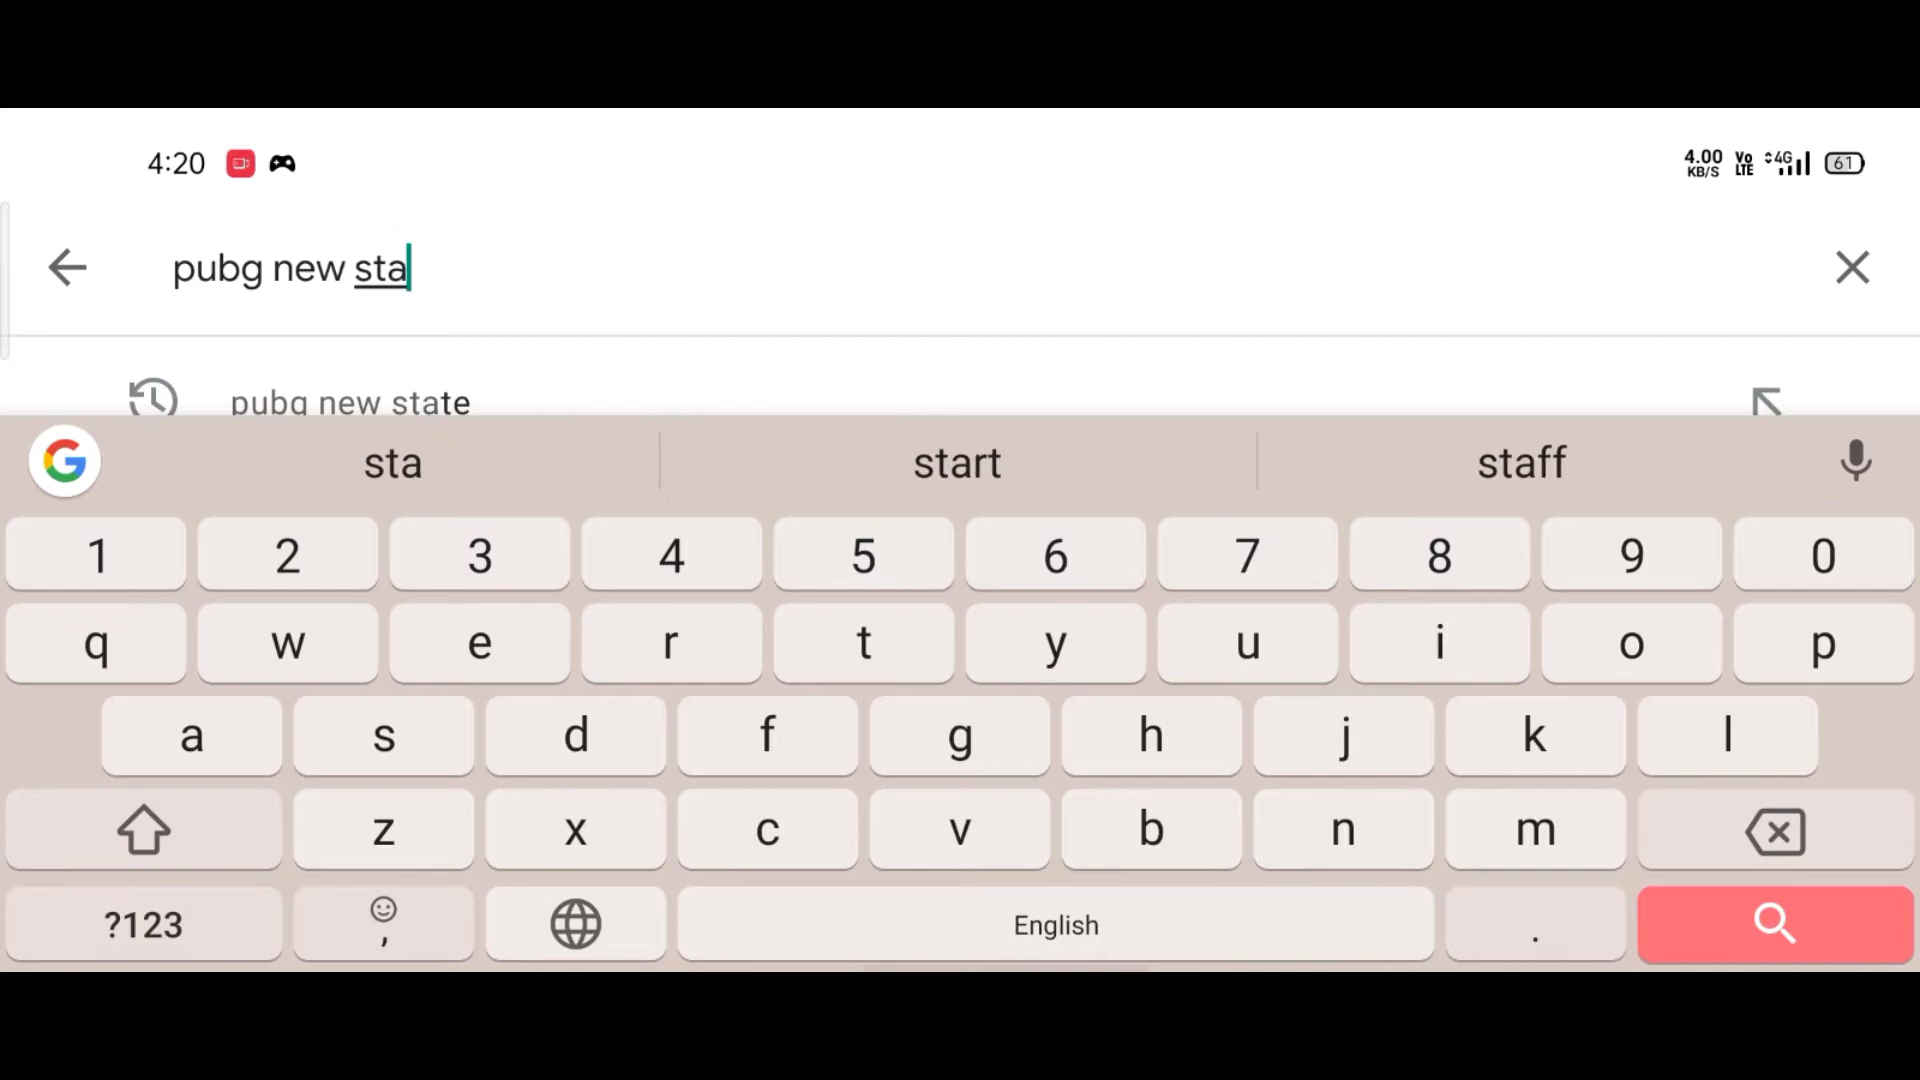 4:20 4.00 KB/S Vo LTE 4G 61
pubg new sta
pubg new state
sta start staff
1 2 3 4 5 6 7 8 9 0
q w e r t y u i o p
a s d f g h j k l
z x c v b n m
?123 , English .